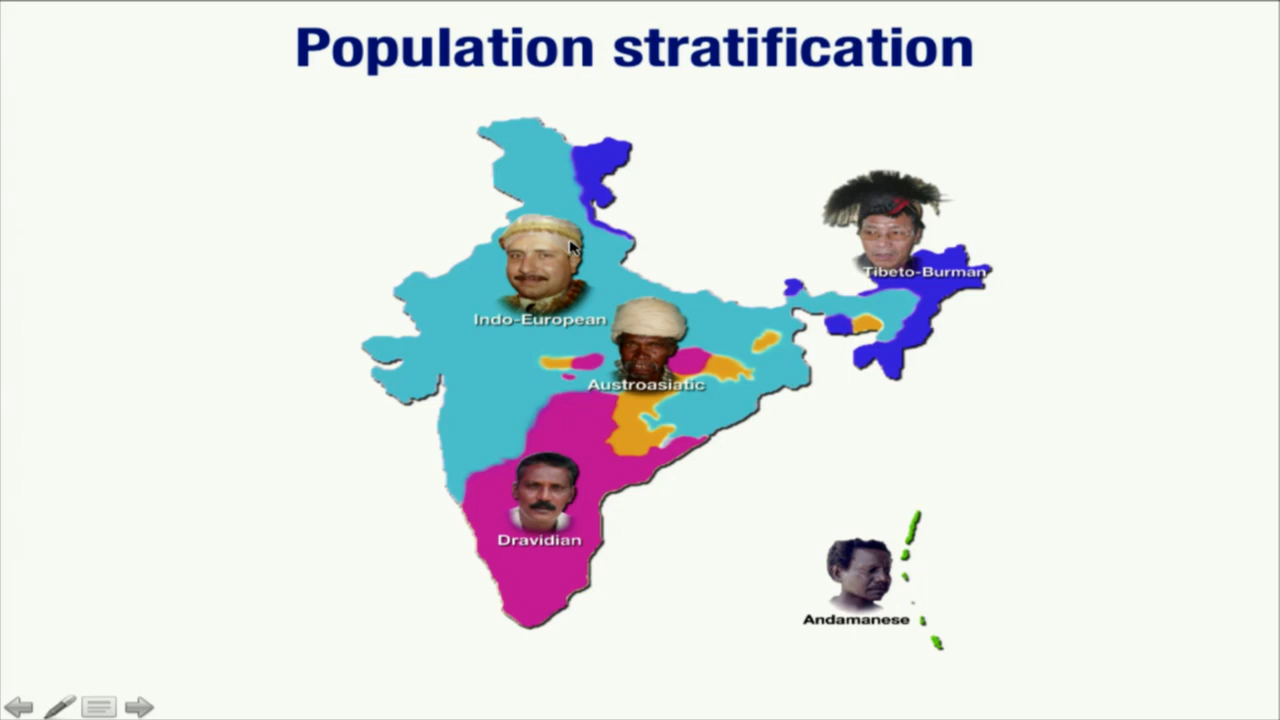 Population stratification
Tibeto-Burman
Indo-European
Austroasiatic
Dravidian
Andamanese